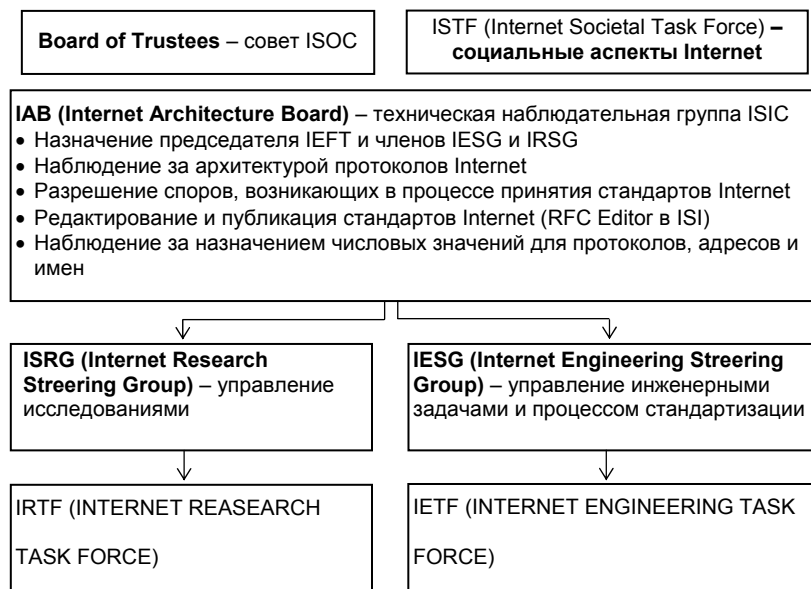 Board of Trustees – совет ISOC
ISTF (Internet Societal Task Force) –
социальные аспекты Internet
IAB (Internet Architecture Board) – техническая наблюдательная группа ISIC
• Назначение председателя IEFT и членов IESG и IRSG
• Наблюдение за архитектурой протоколов Internet
• Разрешение споров, возникающих в процессе принятия стандартов Internet
• Редактирование и публикация стандартов Internet (RFC Editor в ISI)
• Наблюдение за назначением числовых значений для протоколов, адресов и
имен
ISRG (Internet Research
Streering Group) – управление
исследованиями
IESG (Internet Engineering Streering
Group) – управление инженерными
задачами и процессом стандартизации
IRTF (INTERNET REASEARCH
TASK FORCE)
IETF (INTERNET ENGINEERING TASK
FORCE)